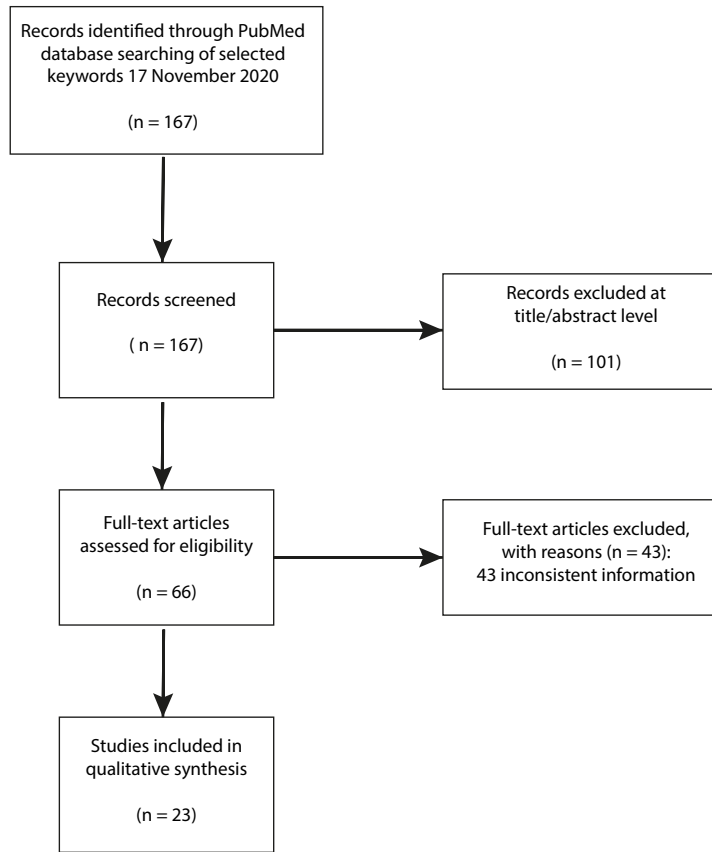 Records identified through PubMed
database searching of selected
keywords 17 November 2020
(n = 167)
Records screened
( n = 167)
Records excluded at
title/abstract level
(n = 101)
Full-text articles
assessed for eligibility
(n = 66)
Full-text articles excluded,
with reasons (n = 43):
43 inconsistent information
Studies included in
qualitative synthesis
(n = 23)